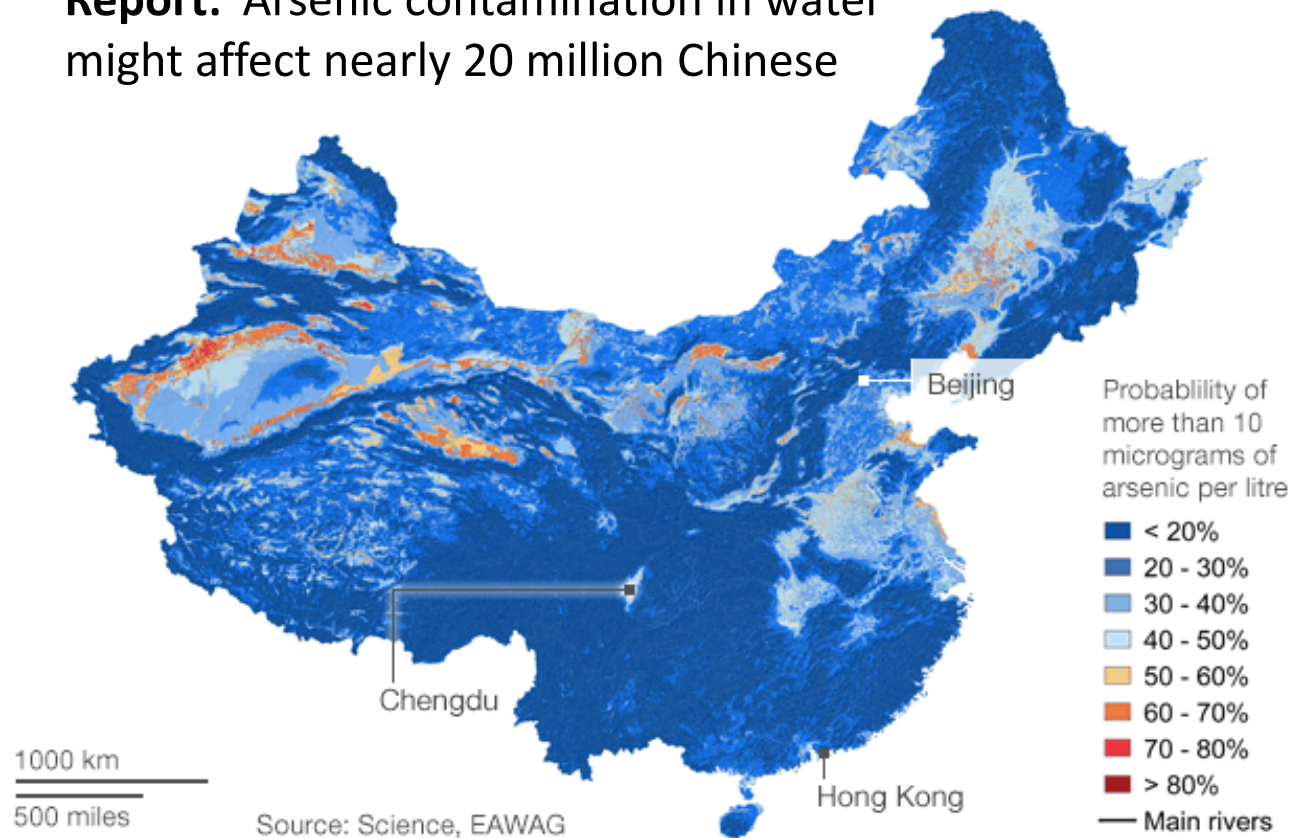 Report: Arsenic contamination in water
might affect nearly 20 million Chinese
Beijing
Probablility of
more than 10
micrograms of
arsenic per litre
< 20%
20 - 30%
30 - 40%
40 - 50%
50 - 60%
60 - 70%
70 - 80%
> 80%
Main rivers
Chengdu
Hong Kong
1000 km
500 miles
Source: Science, EAWAG